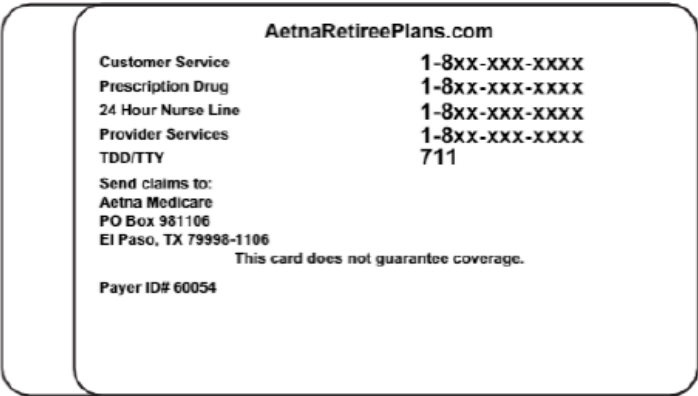 AetnaRetireePlans.com
Customer Service 1-8xx-xxx-xxxx
Prescription Drug 1-8xx-xxx-xxxx
24 Hour Nurse Line 1-8xx-xxx-xxxx
Provider Services 1-8xx-xxx-xxxx
TDD/TTY 711
Send claims to:
Aetna Medicare
PO Box 981106
El Paso, TX 79998-1106
This card does not guarantee coverage.
Payer ID# 60054